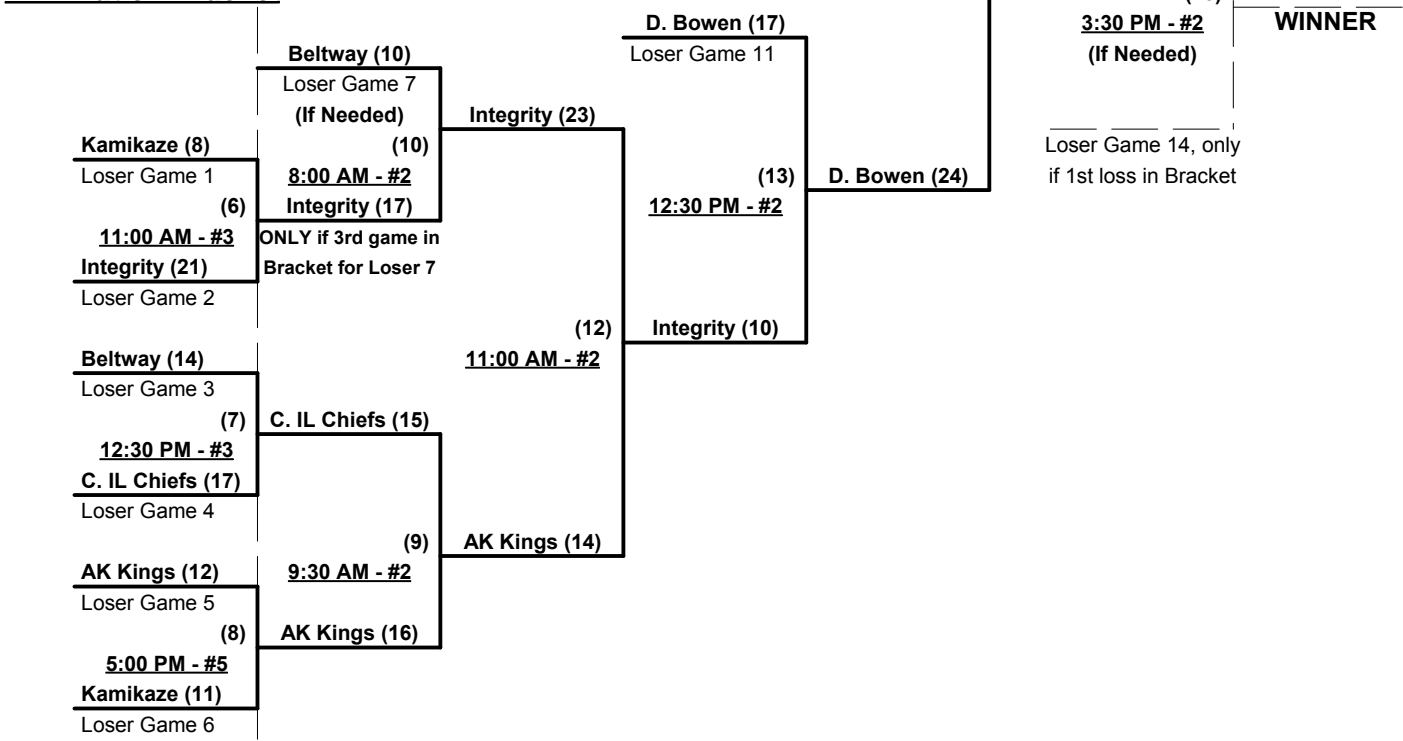 D. Bowen (17)
3:30 PM - #2
WINNER
Beltway (10)
Loser Game 11
(If Needed)
Loser Game 7
(If Needed)
Integrity (23)
Kamikaze (8)
(10)
Loser Game 14, only
Loser Game 1
8:00 AM - #2
(13)
D. Bowen (24)
if 1st loss in Bracket
(6)
Integrity (17)
12:30 PM - #2
11:00 AM - #3
ONLY if 3rd game in
Integrity (21)
Bracket for Loser 7
Loser Game 2
(12)
Integrity (10)
Beltway (14)
11:00 AM - #2
Loser Game 3
(7)
C. IL Chiefs (15)
12:30 PM - #3
C. IL Chiefs (17)
Loser Game 4
(9)
AK Kings (14)
AK Kings (12)
9:30 AM - #2
Loser Game 5
(8)
AK Kings (16)
5:00 PM - #5
Kamikaze (11)
Loser Game 6